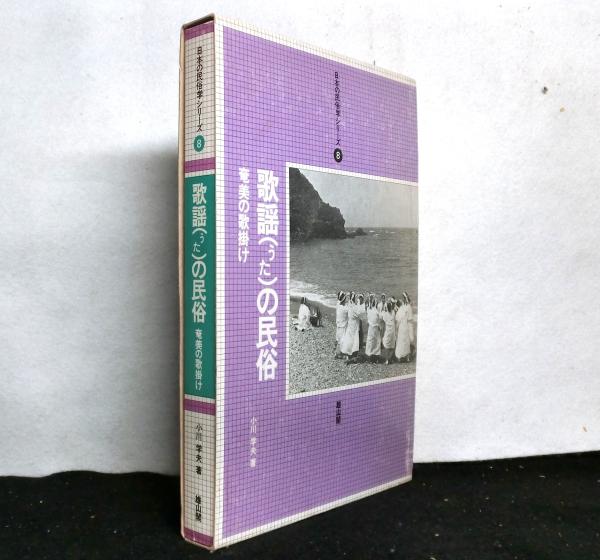 日本の民俗学シリーズ 8
歌謡(うた)の民俗
奄美の歌掛け
小川 学夫 著
雄山閣
日本の民俗学シリーズ 8
歌謡(うた)の民俗
奄美の歌掛け
小川 学夫 著
雄山閣